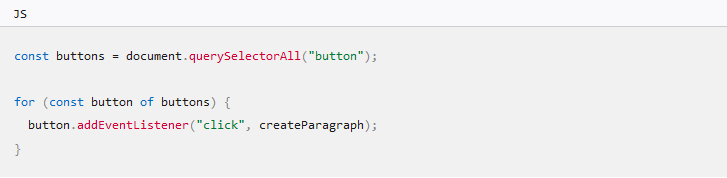 JS
const buttons = document.querySelectorAll("button");
for (const button of buttons) {
  button.addEventListener("click", createParagraph);
}